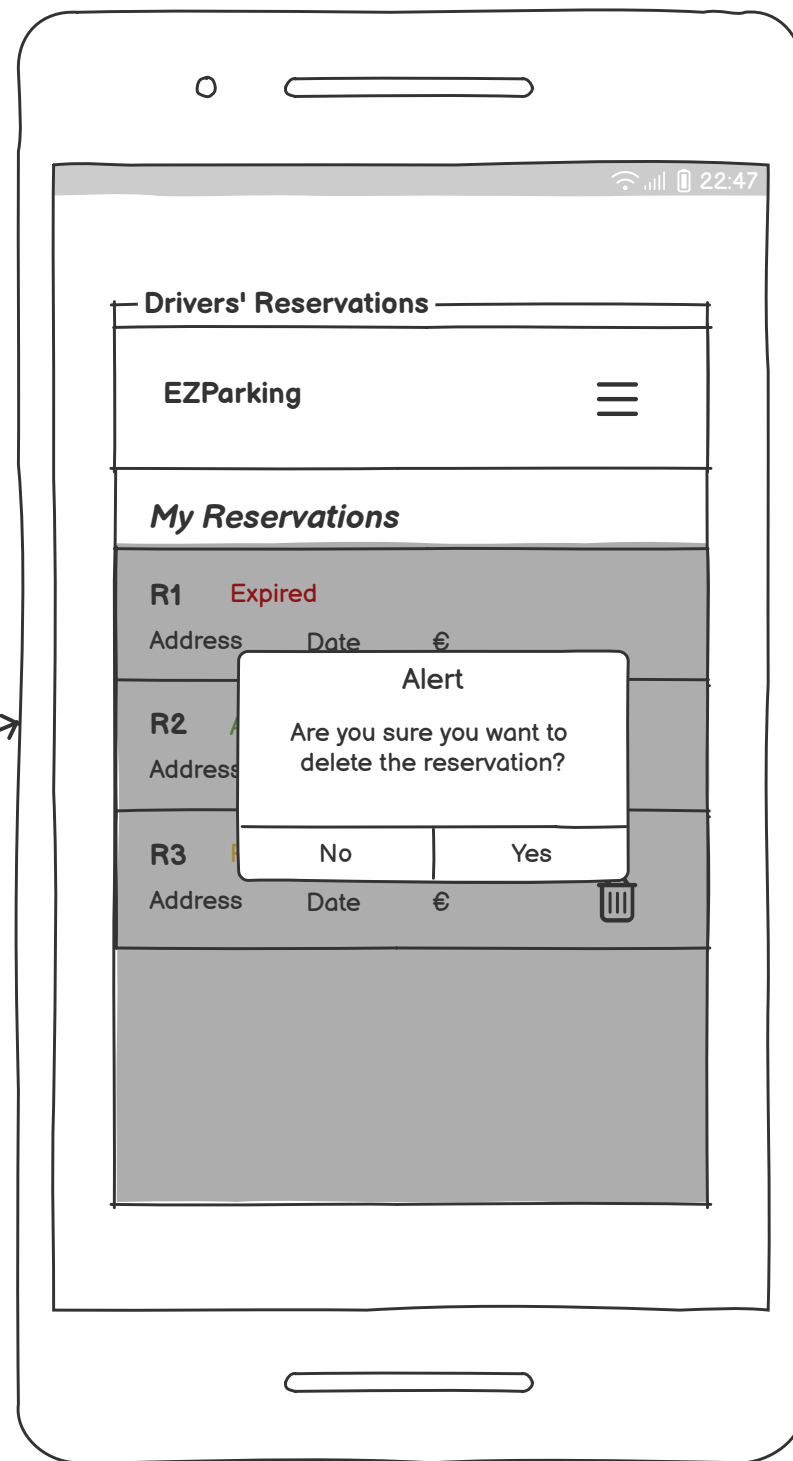 22:47
Drivers' Reservations
EZParking
My Reservations
R1 Expired
Address Date €
Alert
R2
Are you sure you want to
delete the reservation?
Address
R3
No Yes
Address Date €